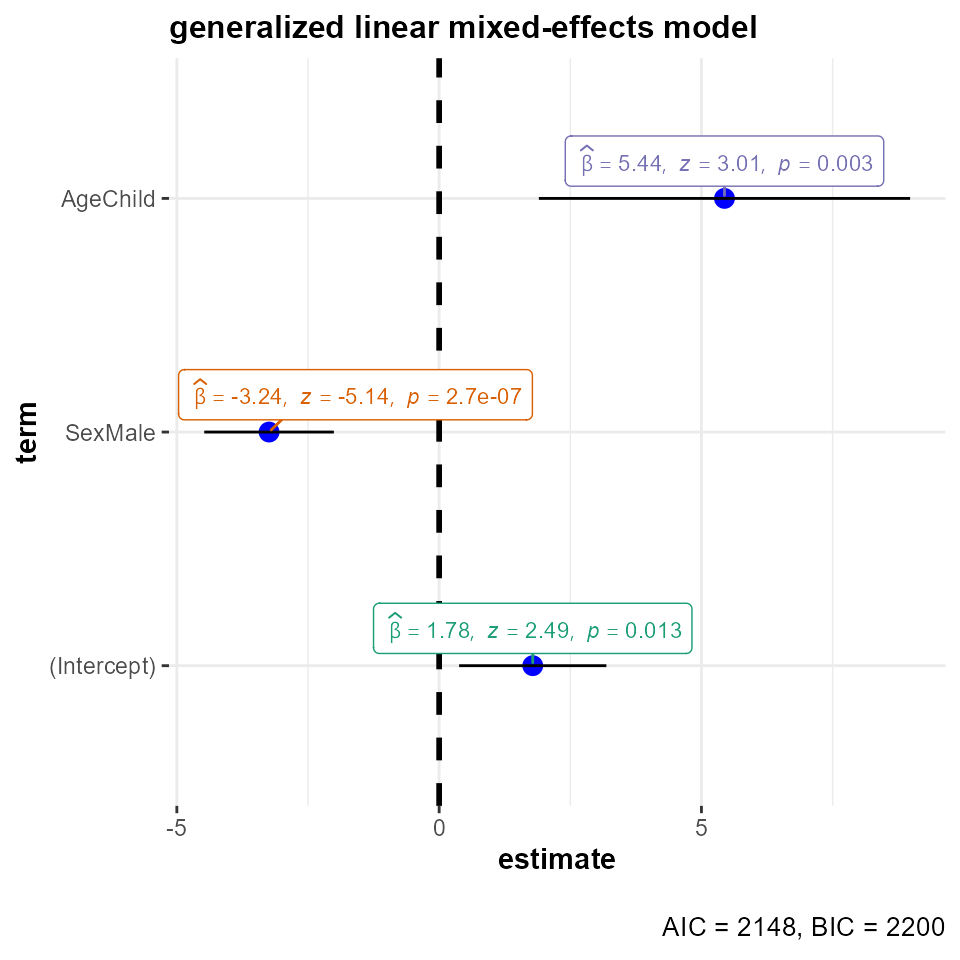 generalized linear mixed-effects model
β̂ = 5.44, z = 3.01, p = 0.003
AgeChild
β̂ = -3.24, z = -5.14, p = 2.7e-07
term
SexMale
β̂ = 1.78, z = 2.49, p = 0.013
(Intercept)
-5 0 5
estimate
AIC = 2148, BIC = 2200